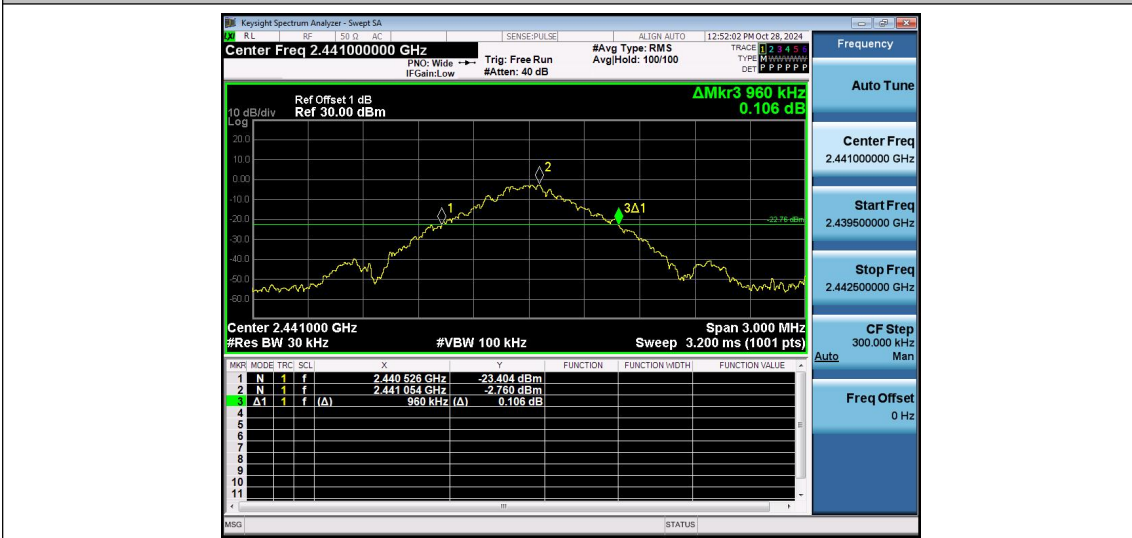 Keysight Spectrum Analyzer - Swept SA
LXI RL RF 50 Ω AC SENSE:PULSE ALIGN AUTO 12:52:02 PM Oct 28, 2024
Center Freq 2.441000000 GHz
PNO: Wide
IFGain:Low
Trig: Free Run
#Atten: 40 dB
#Avg Type: RMS
Avg|Hold: 100/100
TRACE 1 2 3 4 5 6
TYPE M WWWWW
DET P P P P P P
Ref Offset 1 dB
10 dB/div Ref 30.00 dBm
Log
ΔMkr3 960 kHz
0.106 dB
20.0
10.0
0.00
-10.0
-20.0
-30.0
-40.0
-50.0
-60.0
1
2
3Δ1
-22.76 dBm
Center 2.441000 GHz Span 3.000 MHz
#Res BW 30 kHz #VBW 100 kHz Sweep 3.200 ms (1001 pts)
MKR MODE TRC SCL X Y FUNCTION FUNCTION WIDTH FUNCTION VALUE
1 N 1 f 2.440 526 GHz -23.404 dBm
2 N 1 f 2.441 054 GHz -2.760 dBm
3 Δ1 1 f (Δ) 960 kHz (Δ) 0.106 dB
4
5
6
7
8
9
10
11
MSG STATUS
Frequency
Auto Tune
Center Freq
2.441000000 GHz
Start Freq
2.439500000 GHz
Stop Freq
2.442500000 GHz
CF Step
300.000 kHz
Auto Man
Freq Offset
0 Hz